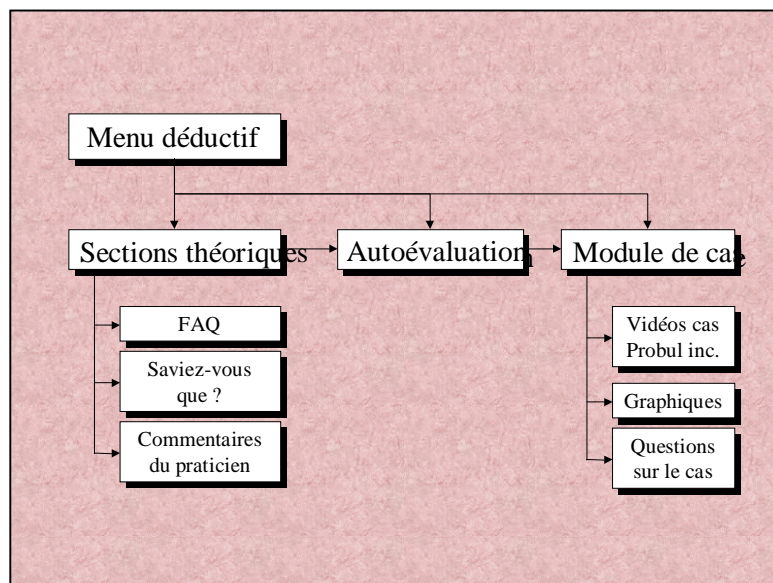 Menu déductif
Sections théoriques
Autoévaluation
Module de cas
FAQ
Saviez-vous
que ?
Commentaires
du praticien
Vidéos cas
Probul inc.
Graphiques
Questions
sur le cas